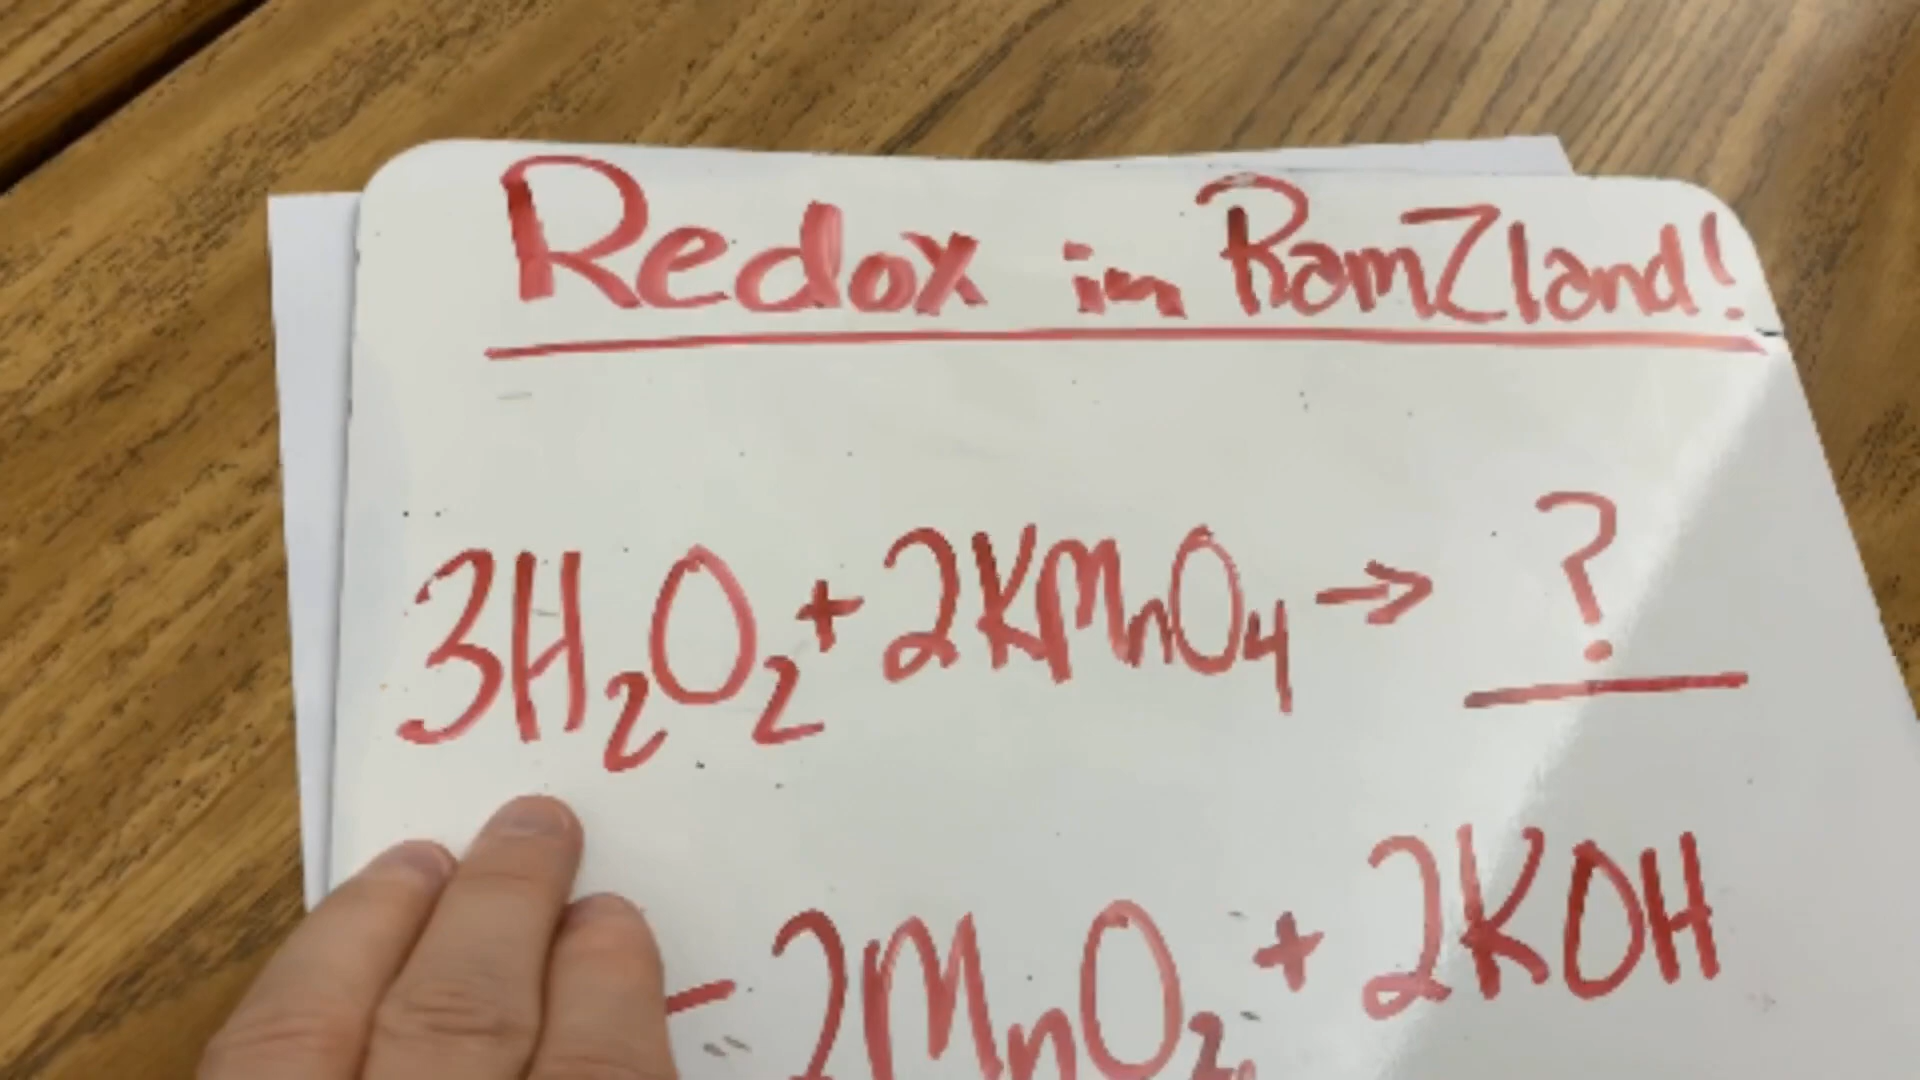 Redox in RamZland!
3H₂O₂ + 2KMnO₄ → ?
+ 2MnO₂ + 2KOH